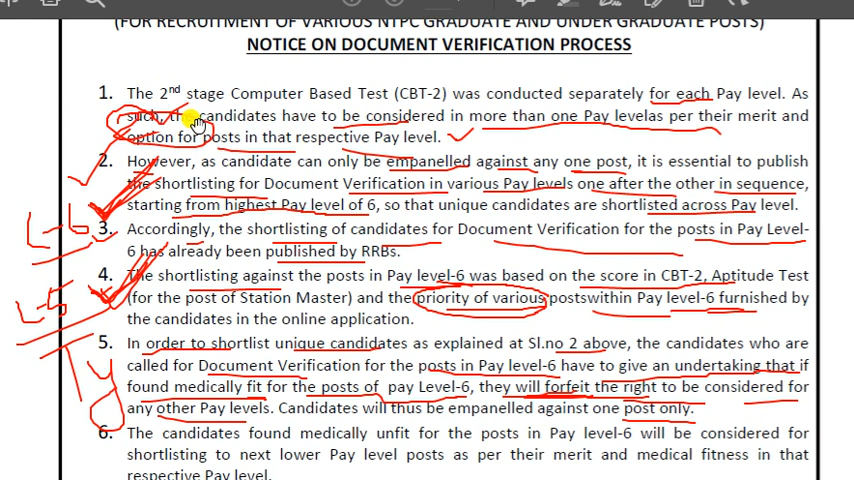 (FOR RECRUITMENT OF VARIOUS NTPC GRADUATE AND UNDER GRADUATE POSTS)
NOTICE ON DOCUMENT VERIFICATION PROCESS
1. The 2nd stage Computer Based Test (CBT-2) was conducted separately for each Pay level. As
such, the candidates have to be considered in more than one Pay levelas per their merit and
option for posts in that respective Pay level.
2. However, as candidate can only be empanelled against any one post, it is essential to publish
the shortlisting for Document Verification in various Pay levels one after the other in sequence,
starting from highest Pay level of 6, so that unique candidates are shortlisted across Pay level.
L-6
3. Accordingly, the shortlisting of candidates for Document Verification for the posts in Pay Level-
6 has already been published by RRBs.
4. The shortlisting against the posts in Pay level-6 was based on the score in CBT-2, Aptitude Test
L-5
(for the post of Station Master) and the priority of various postswithin Pay level-6 furnished by
the candidates in the online application.
5. In order to shortlist unique candidates as explained at Sl.no 2 above, the candidates who are
called for Document Verification for the posts in Pay level-6 have to give an undertaking that if
found medically fit for the posts of pay Level-6, they will forfeit the right to be considered for
any other Pay levels. Candidates will thus be empanelled against one post only.
6. The candidates found medically unfit for the posts in Pay level-6 will be considered for
shortlisting to next lower Pay level posts as per their merit and medical fitness in that
respective Pay level.